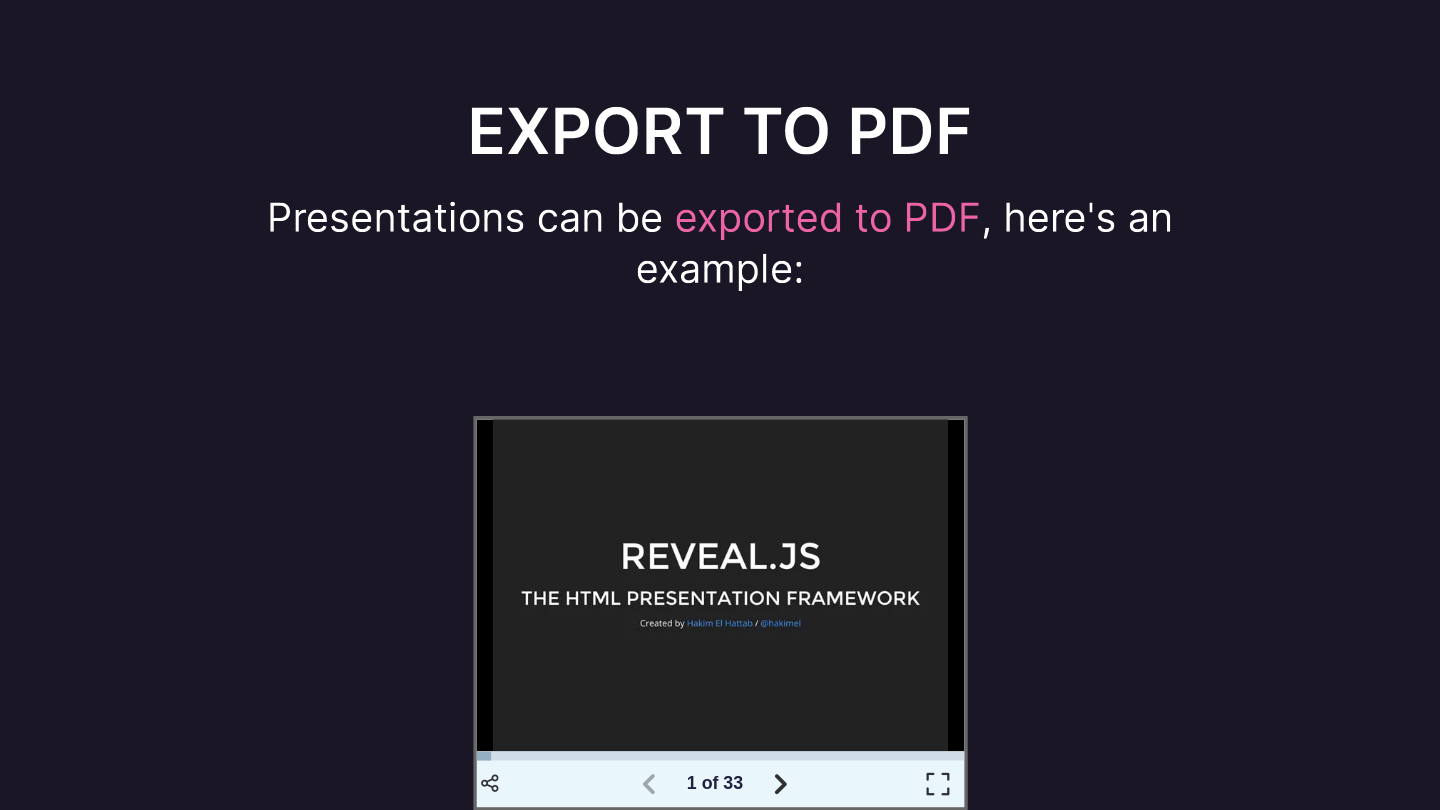 EXPORT TO PDF
Presentations can be exported to PDF, here's an
example:
REVEAL.JS
THE HTML PRESENTATION FRAMEWORK
Created by Hakim El Hattab / @hakimel
1 of 33